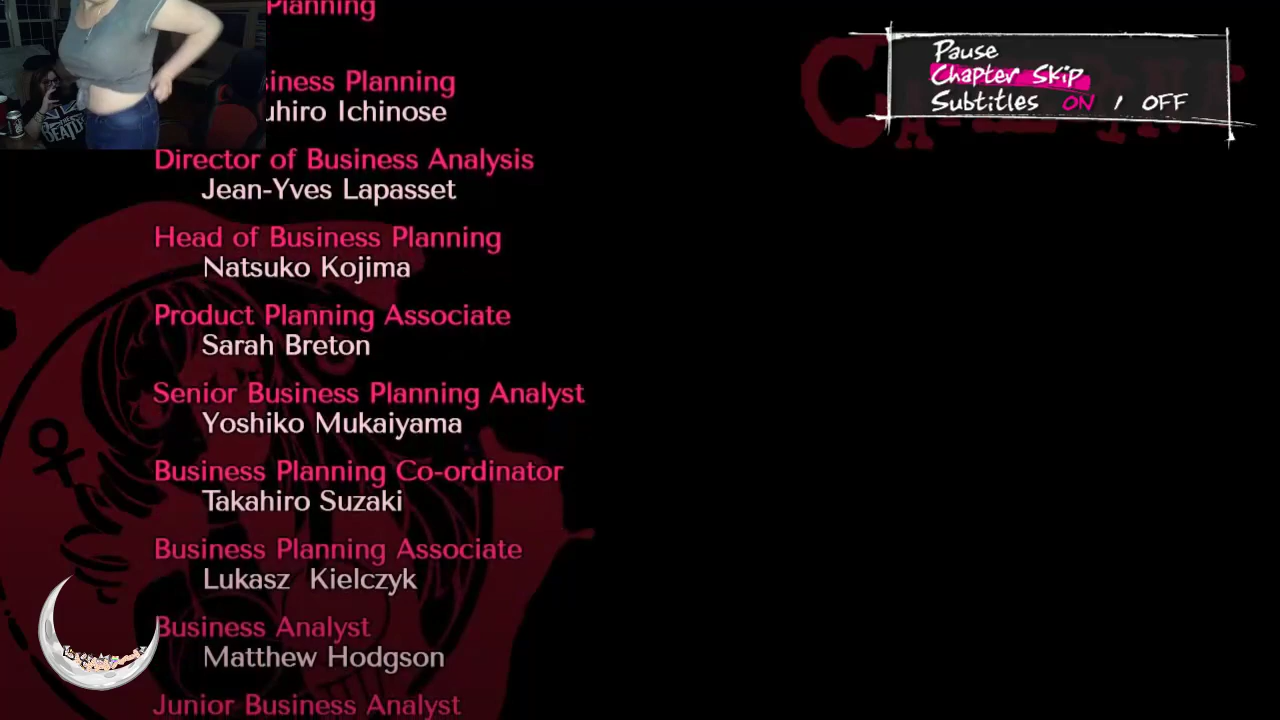 Planning
Business Planning
uhiro Ichinose
Director of Business Analysis
Jean-Yves Lapasset
Head of Business Planning
Natsuko Kojima
Product Planning Associate
Sarah Breton
Senior Business Planning Analyst
Yoshiko Mukaiyama
Business Planning Co-ordinator
Takahiro Suzaki
Business Planning Associate
Lukasz Kielczyk
Business Analyst
Matthew Hodgson
Junior Business Analyst
Pause
Chapter Skip
Subtitles ON / OFF